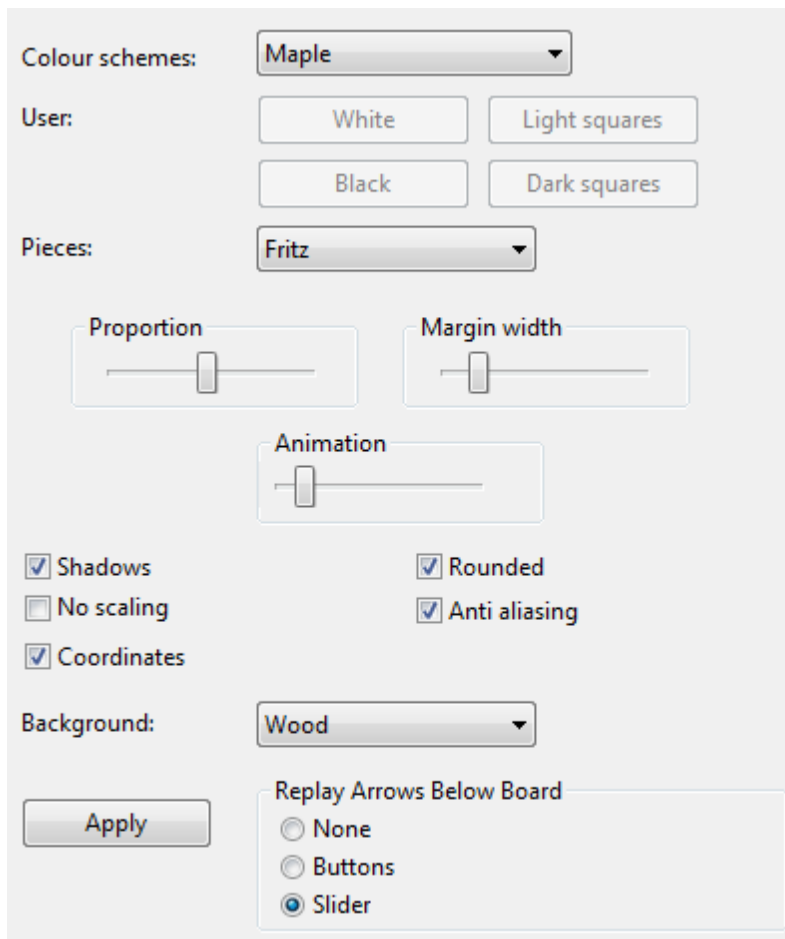 Colour schemes: Maple
User: White Light squares
Black Dark squares
Pieces: Fritz
Proportion Margin width
Animation
Shadows Rounded
No scaling Anti aliasing
Coordinates
Background: Wood
Replay Arrows Below Board
Apply None
Buttons
Slider